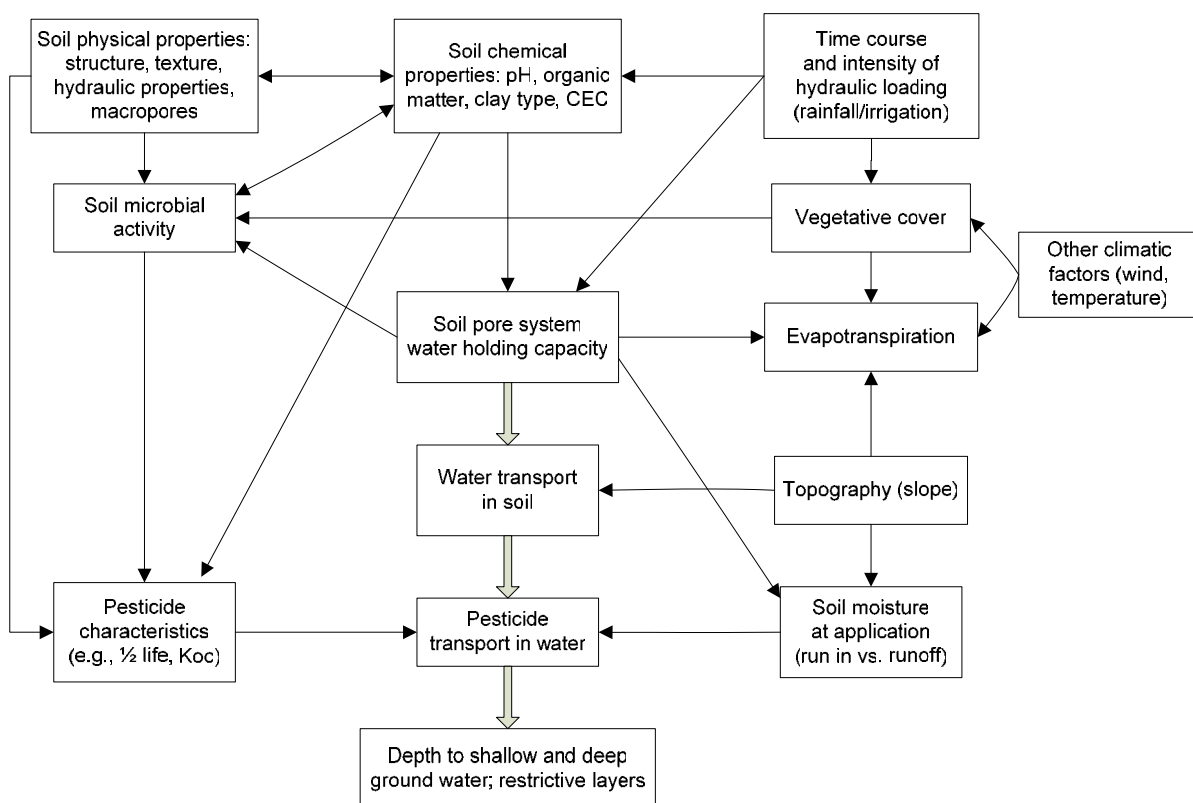 Soil physical properties:
structure, texture,
hydraulic properties,
macropores
Soil chemical
properties: pH, organic
matter, clay type, CEC
Time course
and intensity of
hydraulic loading
(rainfall/irrigation)
Soil microbial
activity
Vegetative cover
Other climatic
factors (wind,
temperature)
Soil pore system
water holding capacity
Evapotranspiration
Water transport
in soil
Topography (slope)
Pesticide
characteristics
(e.g., ½ life, Koc)
Pesticide
transport in water
Soil moisture
at application
(run in vs. runoff)
Depth to shallow and deep
ground water; restrictive layers